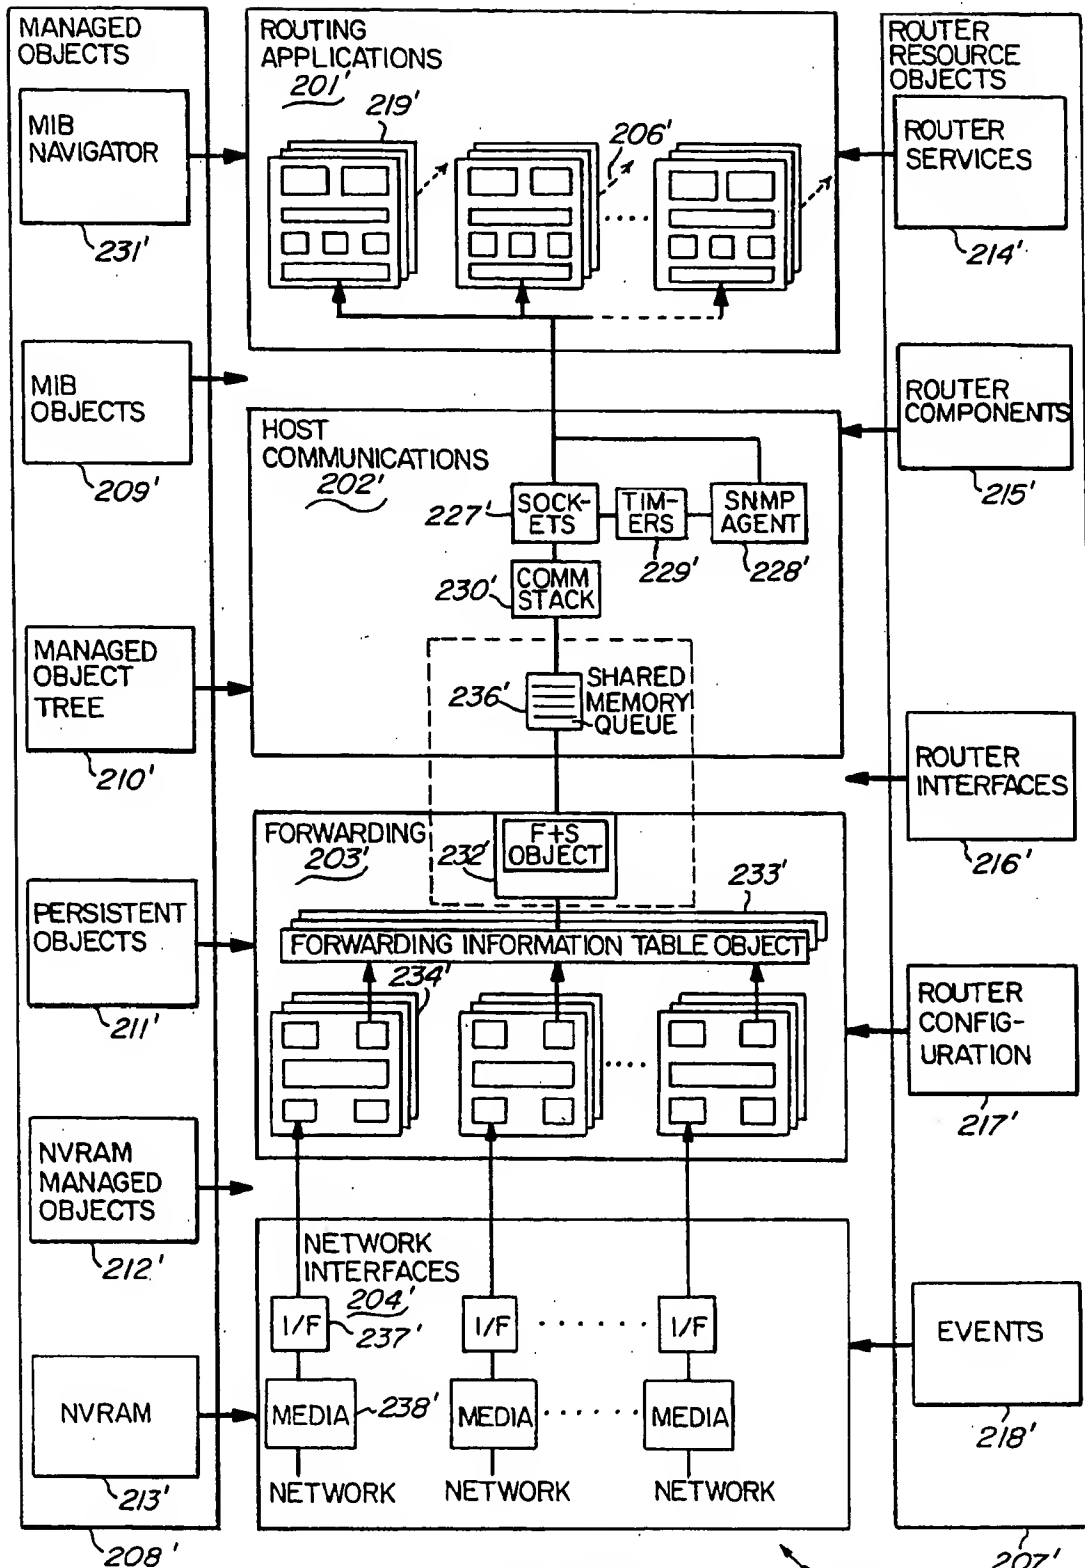 MANAGED
OBJECTS
MIB
NAVIGATOR
231'
MIB
OBJECTS
209'
MANAGED
OBJECT
TREE
210'
PERSISTENT
OBJECTS
211'
NVRAM
MANAGED
OBJECTS
212'
NVRAM
213'
208'
ROUTING
APPLICATIONS
201'
219'
206'
HOST
COMMUNICATIONS
202'
227'
SOCK-
ETS
TIM-
ERS
SNMP
AGENT
229'
228'
230'
COMM
STACK
236'
SHARED
MEMORY
QUEUE
FORWARDING
203'
232'
F+S
OBJECT
233'
FORWARDING INFORMATION TABLE OBJECT
234'
NETWORK
INTERFACES
204'
I/F
237'
I/F
I/F
MEDIA
238'
MEDIA
MEDIA
NETWORK
NETWORK
NETWORK
ROUTER
RESOURCE
OBJECTS
ROUTER
SERVICES
214'
ROUTER
COMPONENTS
215'
ROUTER
INTERFACES
216'
ROUTER
CONFIG-
URATION
217'
EVENTS
218'
207'